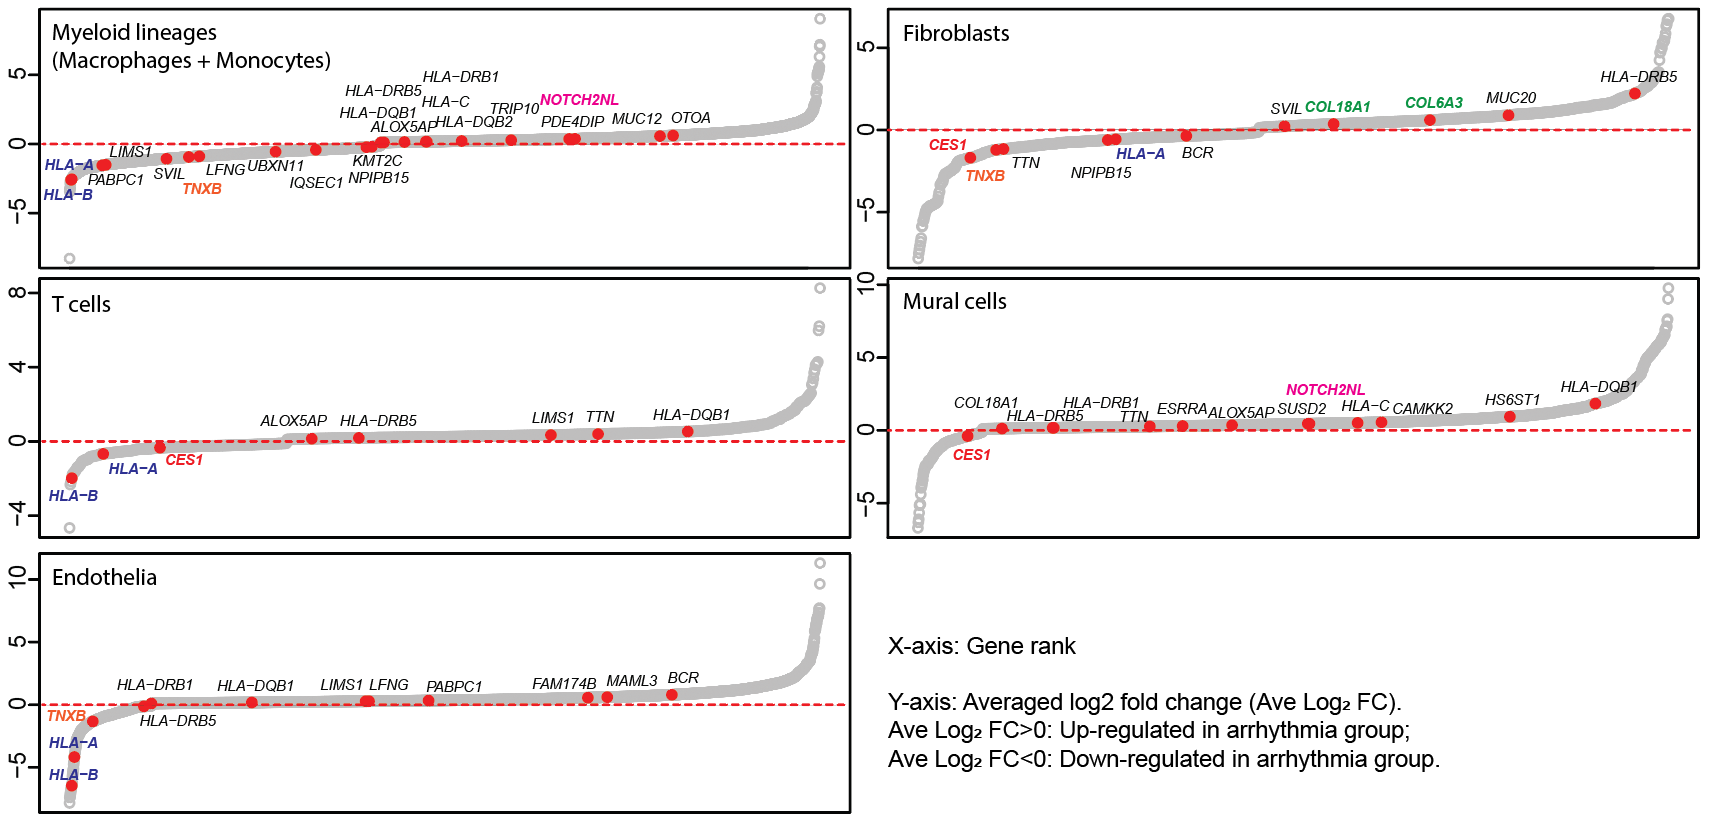 Myeloid lineages
(Macrophages + Monocytes)
5
0
−5
HLA−A
HLA−B
LIMS1
PABPC1
SVIL
TNXB
LFNG
UBXN11
IQSEC1
HLA−DRB1
HLA−DRB5
HLA−C
HLA−DQB1
ALOX5AP
HLA−DQB2
KMT2C
NPIPB15
TRIP10
NOTCH2NL
PDE4DIP
MUC12
OTOA
Fibroblasts
5
0
−5
CES1
TNXB
TTN
NPIPB15
HLA−A
BCR
SVIL
COL18A1
COL6A3
MUC20
HLA−DRB5
T cells
8
4
0
−4
HLA−B
HLA−A
CES1
ALOX5AP
HLA−DRB5
LIMS1
TTN
HLA−DQB1
Mural cells
10
5
0
−5
CES1
COL18A1
HLA−DRB5
HLA−DRB1
TTN
ESRRA
ALOX5AP
SUSD2
NOTCH2NL
HLA−C
CAMKK2
HS6ST1
HLA−DQB1
Endothelia
10
5
0
−5
TNXB
HLA−A
HLA−B
HLA−DRB1
HLA−DRB5
HLA−DQB1
LIMS1
LFNG
PABPC1
FAM174B
MAML3
BCR
X-axis: Gene rank
Y-axis: Averaged log2 fold change (Ave Log₂ FC).
Ave Log₂ FC>0: Up-regulated in arrhythmia group;
Ave Log₂ FC<0: Down-regulated in arrhythmia group.